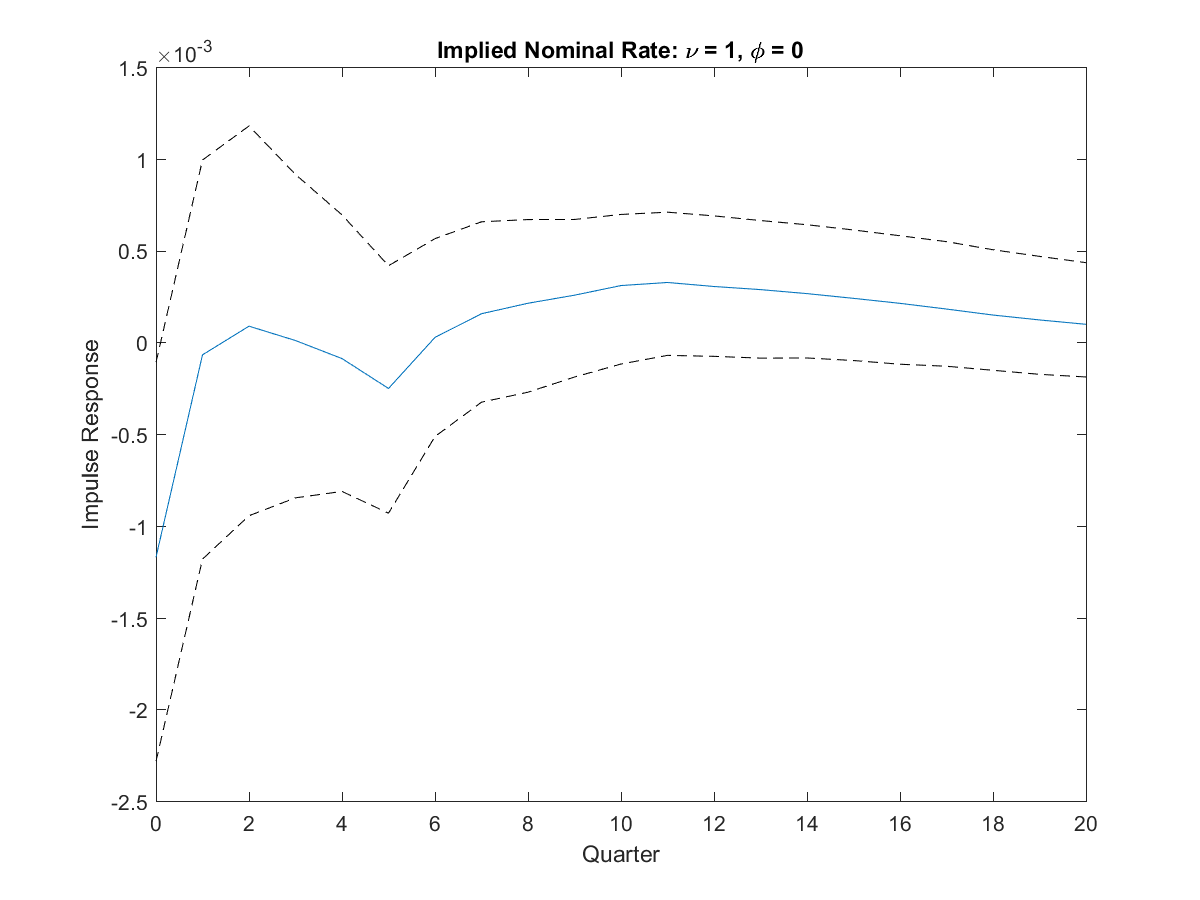 Implied Nominal Rate: ν = 1, ϕ = 0
×10⁻³
1.5
1
0.5
0
-0.5
-1
-1.5
-2
-2.5
Impulse Response
0 2 4 6 8 10 12 14 16 18 20
Quarter